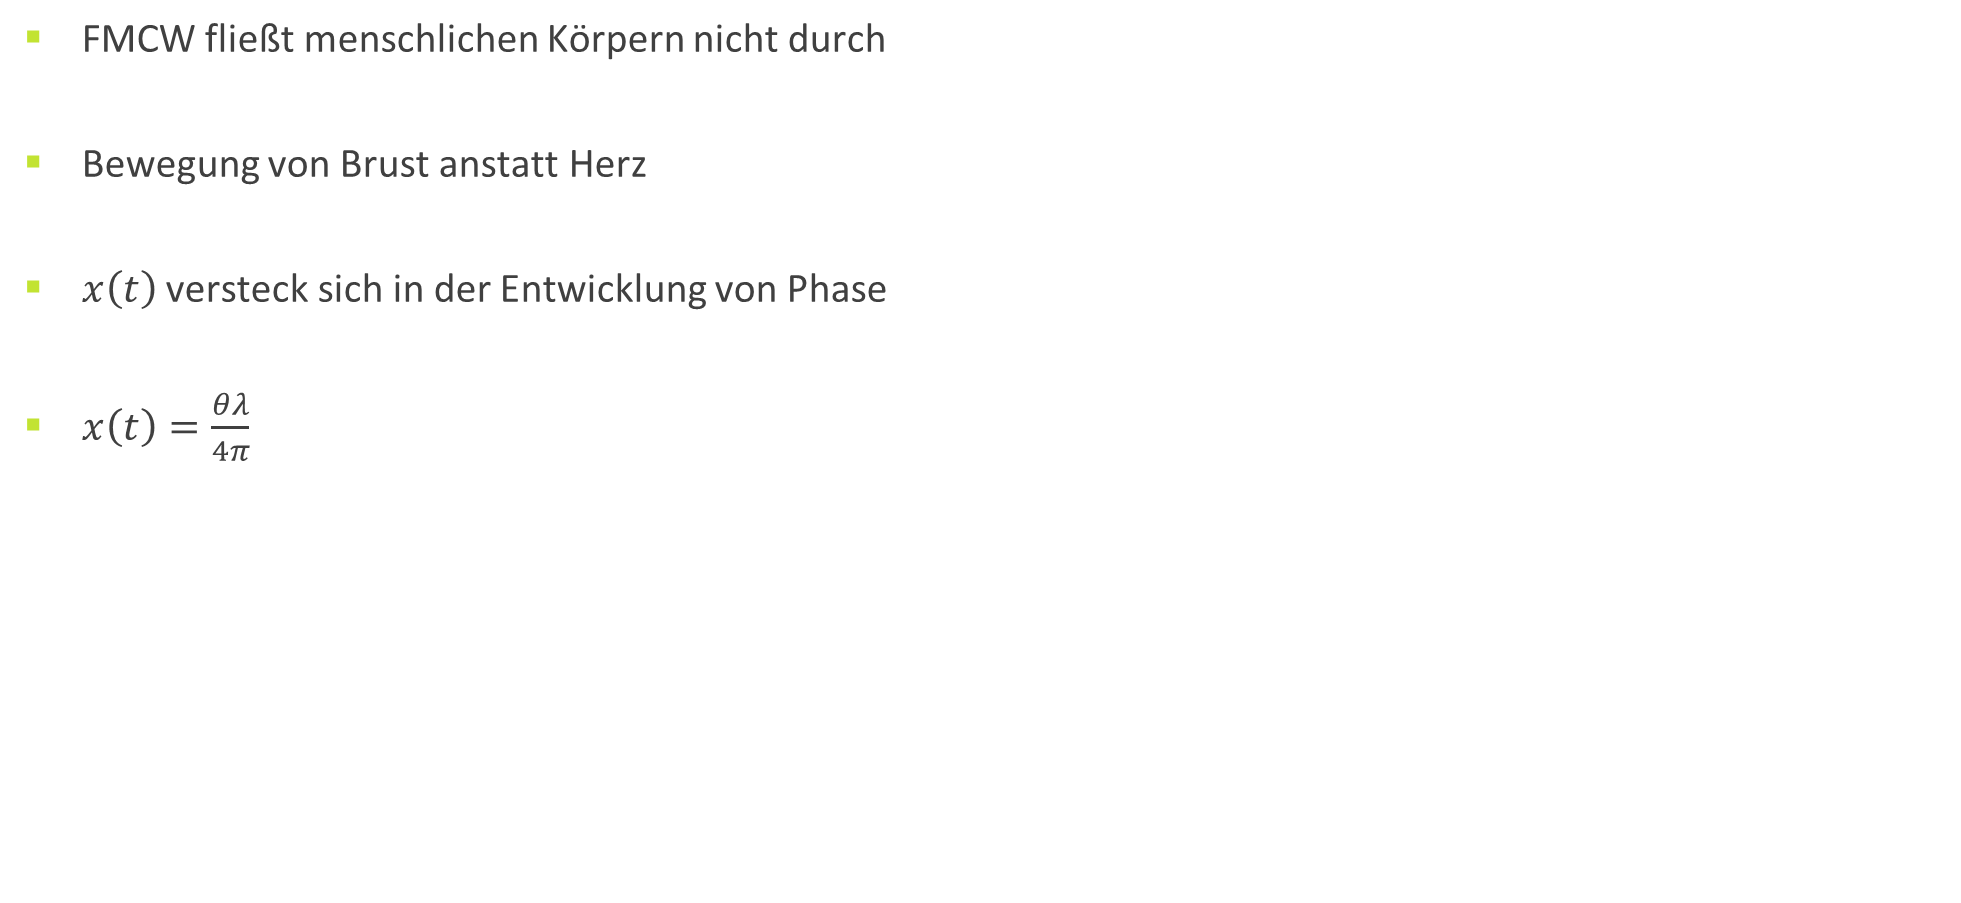 ▪ FMCW fließt menschlichen Körpern nicht durch
▪ Bewegung von Brust anstatt Herz
▪ x(t) versteck sich in der Entwicklung von Phase
▪ x(t) = θλ/4π